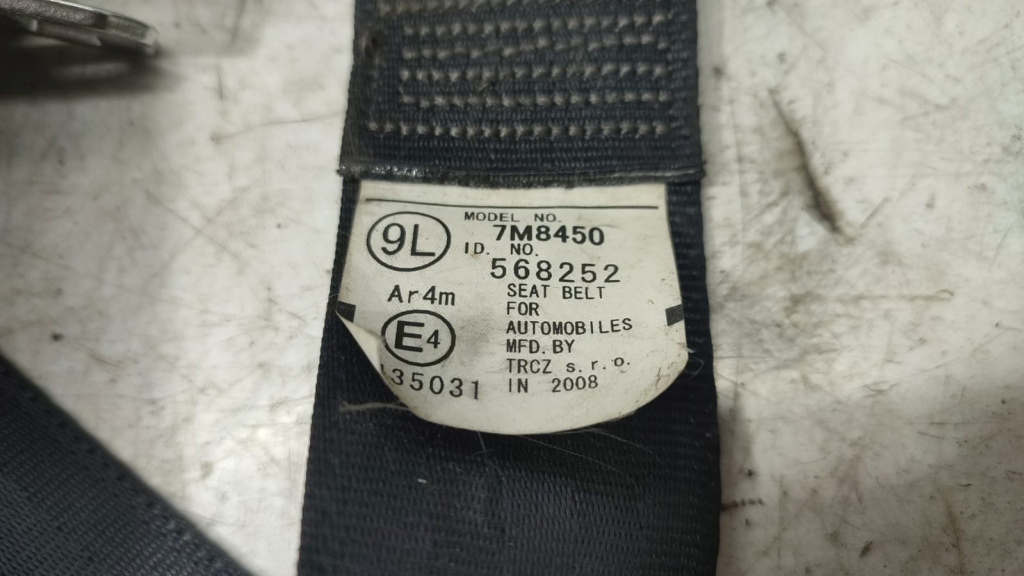 9L
MODEL NO.
7M8450
ID. NO.
568252
Ar4m
SEAT BELT
FOR
AUTOMOBILES
E4
MFD. BY
TRCZ s.r.o.
35031
IN 2008